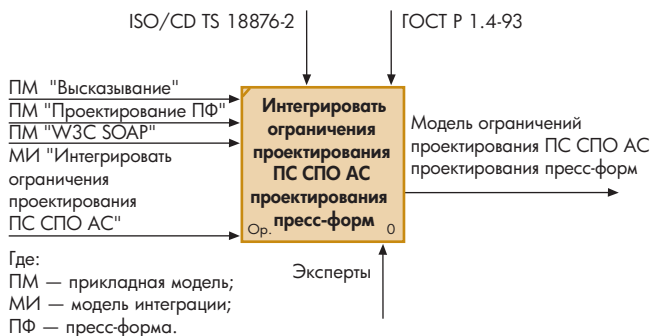 ISO/CD TS 18876-2
ГОСТ Р 1.4-93
ПМ "Высказывание"
ПМ "Проектирование ПФ"
ПМ "W3C SOAP"
МИ "Интегрировать
ограничения
проектирования
ПС СПО АС"
Интегрировать
ограничения
проектирования
ПС СПО АС
проектирования
пресс-форм
Ор.
0
Модель ограничений
проектирования ПС СПО АС
проектирования пресс-форм
Эксперты
Где:
ПМ — прикладная модель;
МИ — модель интеграции;
ПФ — пресс-форма.